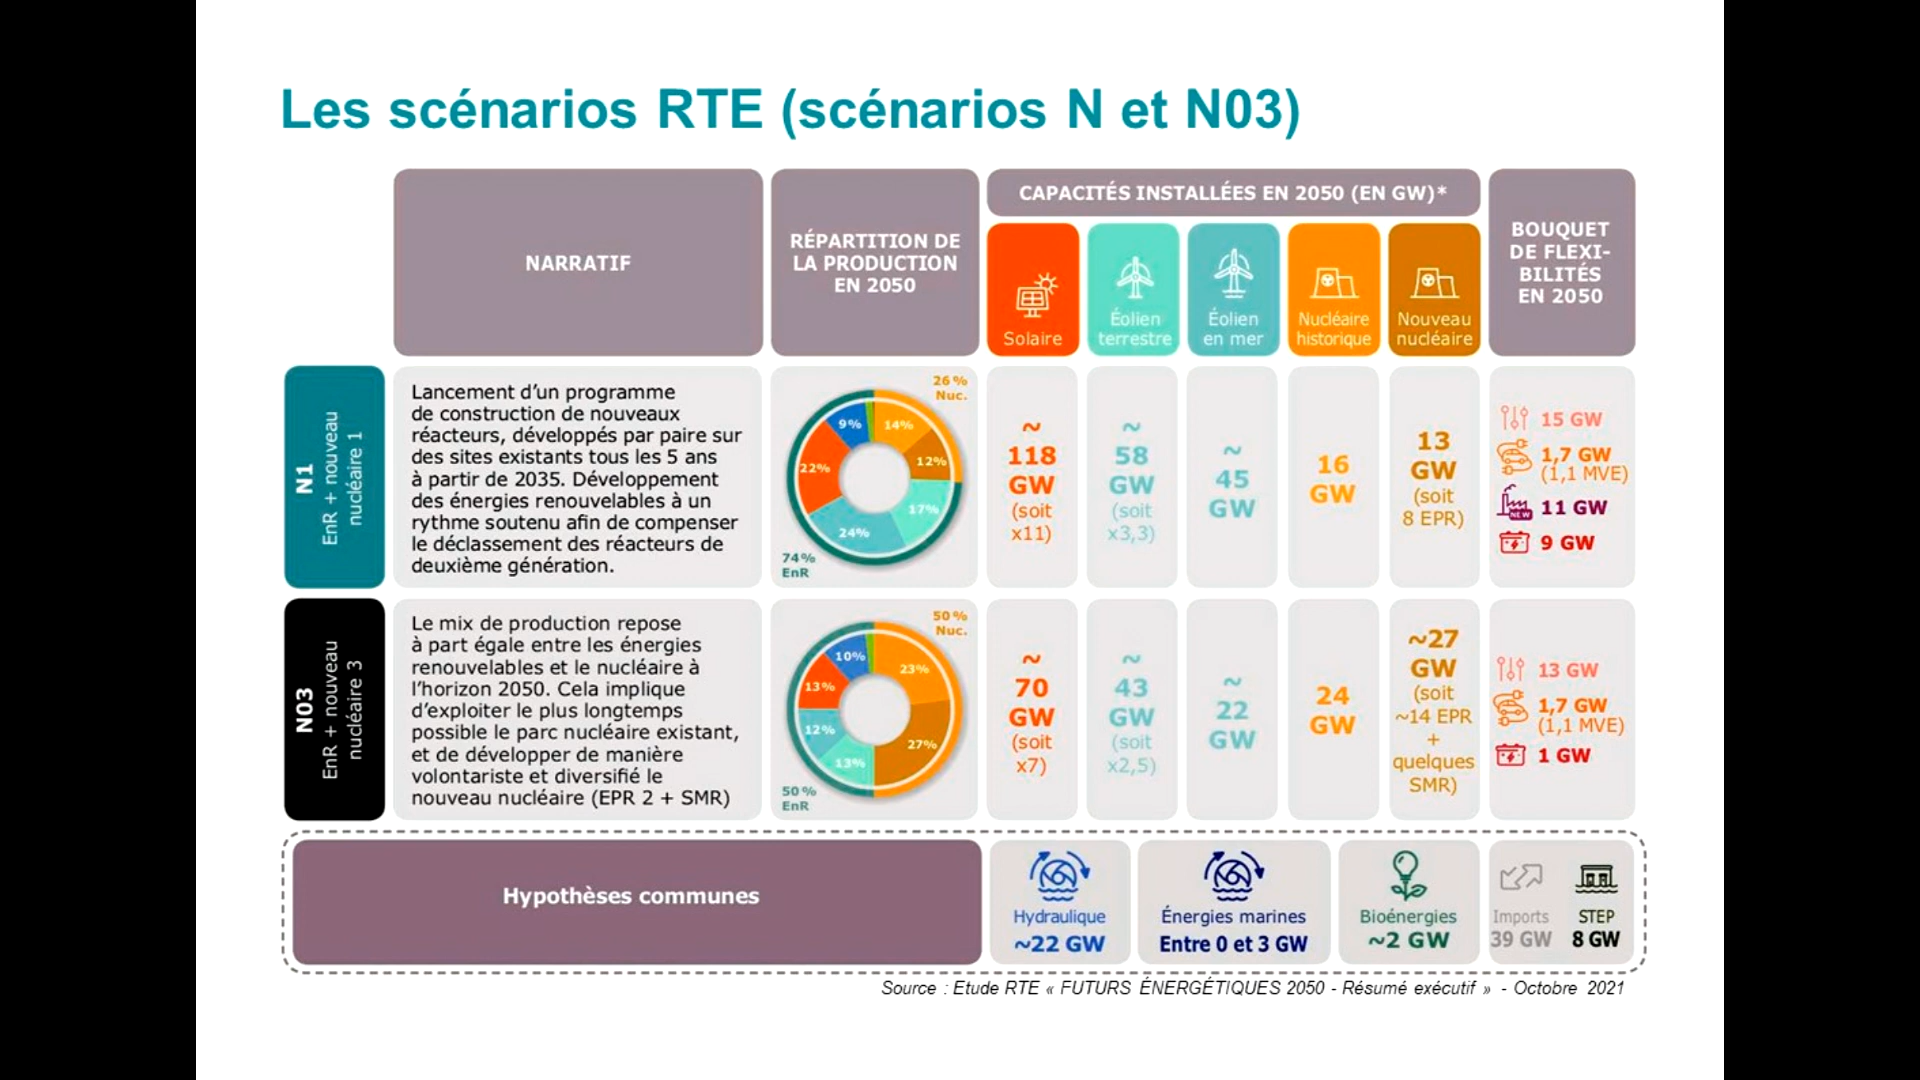 Les scénarios RTE (scénarios N et N03)
NARRATIF
RÉPARTITION DE
LA PRODUCTION
EN 2050
CAPACITÉS INSTALLÉES EN 2050 (EN GW)*
Solaire
Éolien
terrestre
Éolien
en mer
Nucléaire
historique
Nouveau
nucléaire
BOUQUET
DE FLEXI-
BILITÉS
EN 2050
N1
EnR + nouveau
nucléaire 1
Lancement d'un programme
de construction de nouveaux
réacteurs, développés par paire sur
des sites existants tous les 5 ans
à partir de 2035. Développement
des énergies renouvelables à un
rythme soutenu afin de compenser
le déclassement des réacteurs de
deuxième génération.
26 %
Nuc.
9%
14%
22%
12%
17%
24%
74%
EnR
~
118
GW
(soit
x11)
~
58
GW
(soit
x3,3)
~
45
GW
16
GW
13
GW
(soit
8 EPR)
15 GW
1,7 GW
(1,1 MVE)
NEW
11 GW
9 GW
N03
EnR + nouveau
nucléaire 3
Le mix de production repose
à part égale entre les énergies
renouvelables et le nucléaire à
l'horizon 2050. Cela implique
d'exploiter le plus longtemps
possible le parc nucléaire existant,
et de développer de manière
volontariste et diversifié le
nouveau nucléaire (EPR 2 + SMR)
50 %
Nuc.
10%
23%
13%
12%
27%
13%
50 %
EnR
~
70
GW
(soit
x7)
~
43
GW
(soit
x2,5)
~
22
GW
24
GW
~27
GW
(soit
~14 EPR
+
quelques
SMR)
13 GW
1,7 GW
(1,1 MVE)
1 GW
Hypothèses communes
Hydraulique
~22 GW
Énergies marines
Entre 0 et 3 GW
Bioénergies
~2 GW
Imports
39 GW
STEP
8 GW
Source : Etude RTE « FUTURS ÉNERGÉTIQUES 2050 - Résumé exécutif » - Octobre 2021